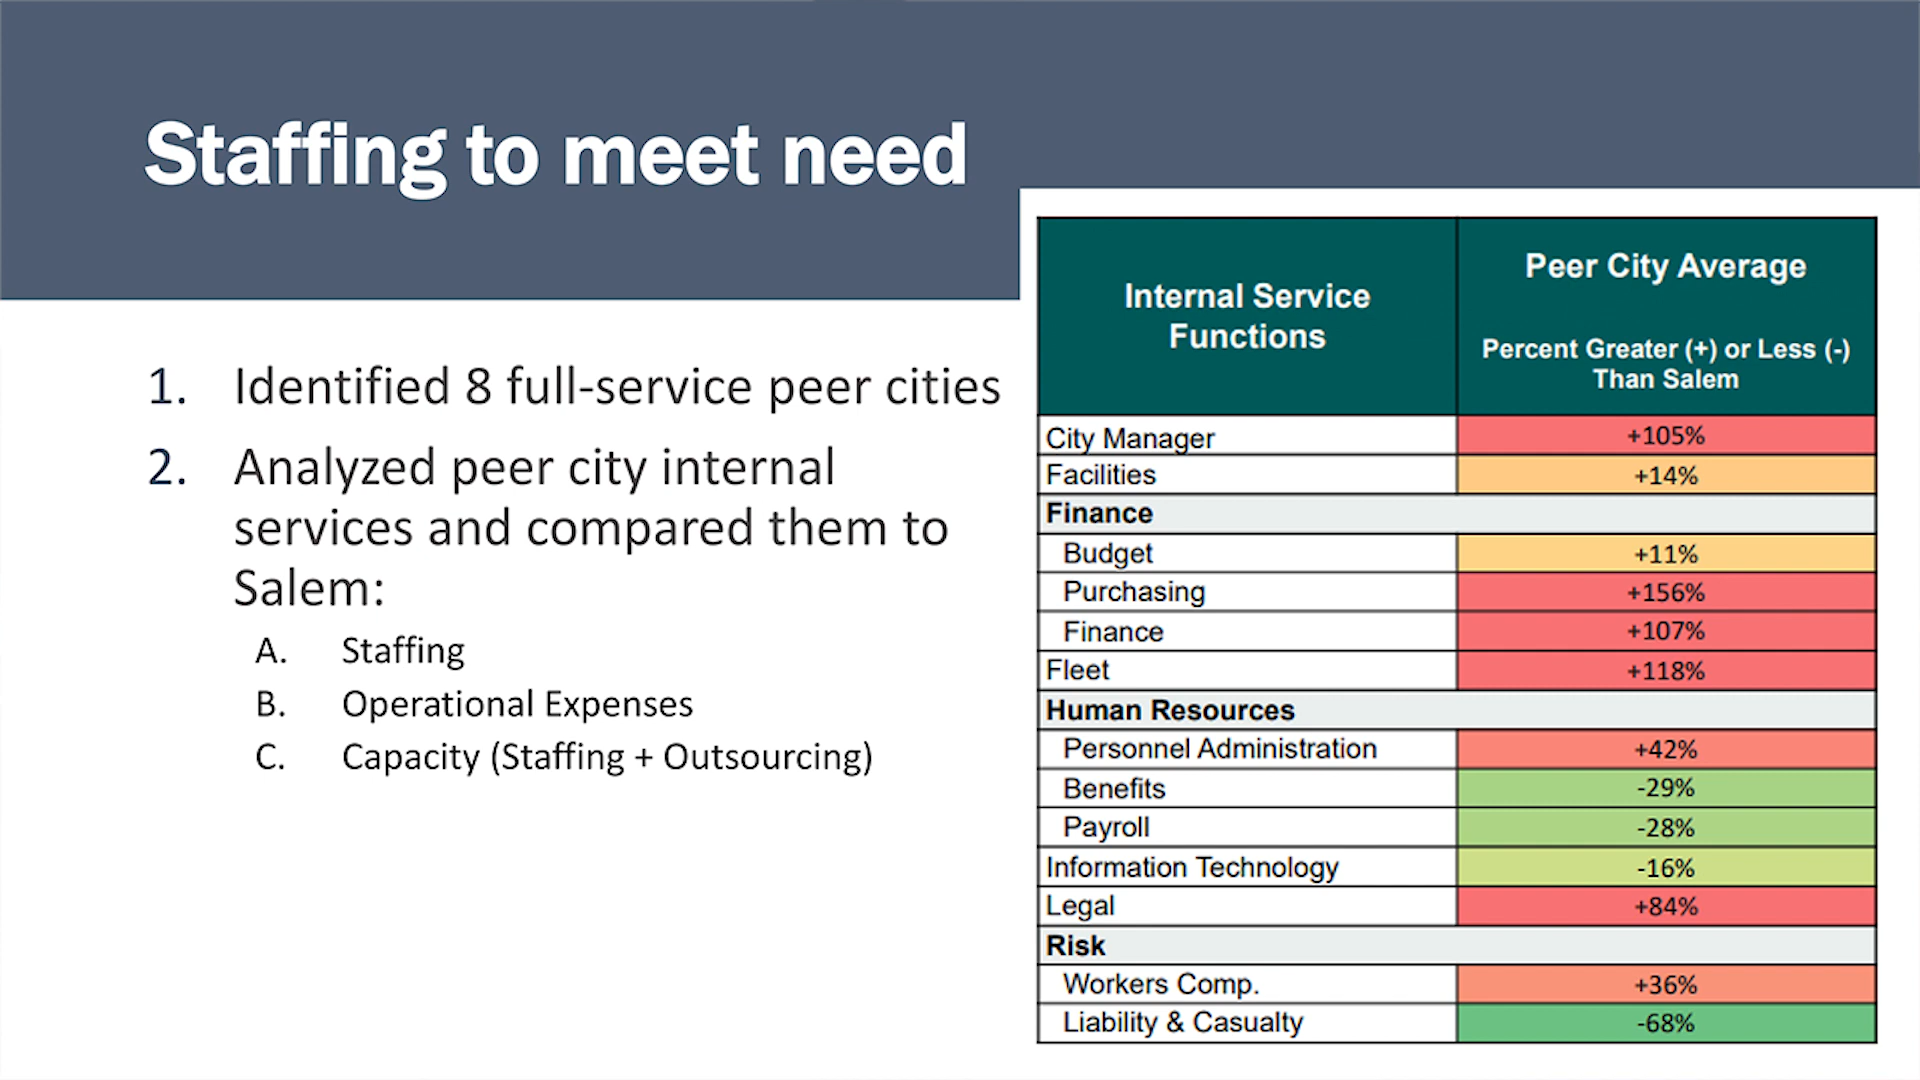 Staffing to meet need
1. Identified 8 full-service peer cities
2. Analyzed peer city internal
services and compared them to
Salem:
A. Staffing
B. Operational Expenses
C. Capacity (Staffing + Outsourcing)
Internal Service
Functions
Peer City Average
Percent Greater (+) or Less (-)
Than Salem
City Manager +105%
Facilities +14%
Finance
Budget +11%
Purchasing +156%
Finance +107%
Fleet +118%
Human Resources
Personnel Administration +42%
Benefits -29%
Payroll -28%
Information Technology -16%
Legal +84%
Risk
Workers Comp. +36%
Liability & Casualty -68%